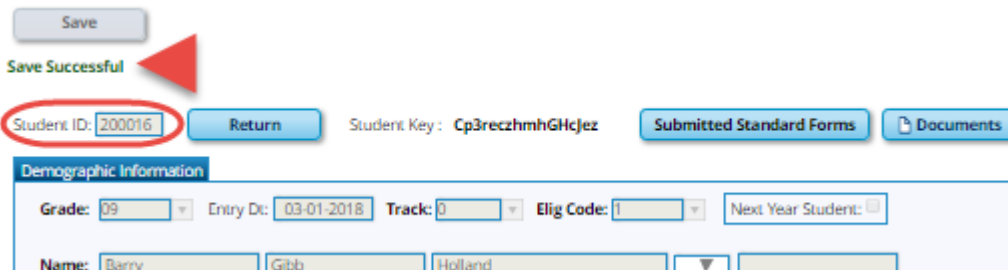 Save
Save Successful
Student ID: 200016 Return Student Key : Cp3reczhmhGHcJez Submitted Standard Forms Documents
Demographic Information
Grade: 09 Entry Dt: 03-01-2018 Track: 0 Elig Code: 1 Next Year Student:
Name: Barry Gibb Holland